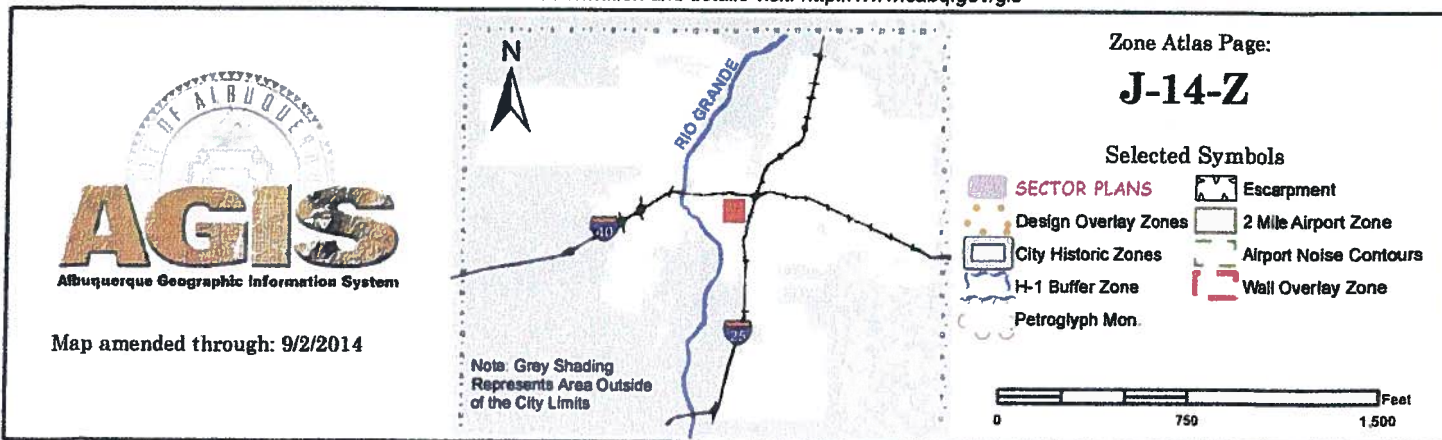 Zone Atlas Page:
J-14-Z
Selected Symbols
SECTOR PLANS
Design Overlay Zones
City Historic Zones
H-1 Buffer Zone
Petroglyph Mon.
Escarpment
2 Mile Airport Zone
Airport Noise Contours
Wall Overlay Zone
Feet
0 750 1,500
N
RIO GRANDE
40
25
Note: Grey Shading
Represents Area Outside
of the City Limits
OF ALBUQUERQUE
AGIS
Albuquerque Geographic Information System
Map amended through: 9/2/2014